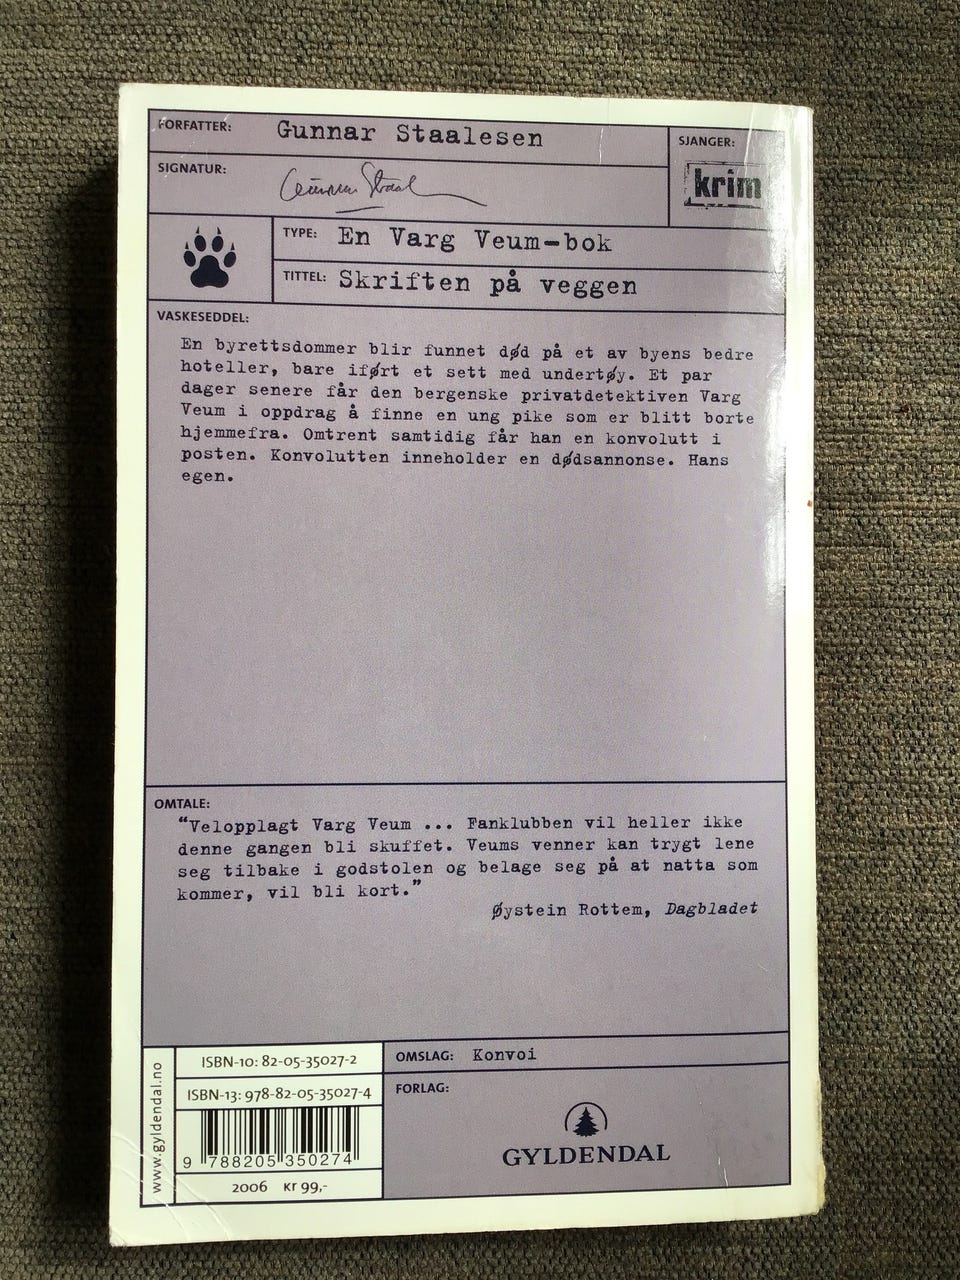 FORFATTER: Gunnar Staalesen
SJANGER:
krim
SIGNATUR: Gunnar Staal
TYPE: En Varg Veum-bok
TITTEL: Skriften på veggen
VASKESEDDEL:
En byrettsdommer blir funnet død på et av byens bedre
hoteller, bare iført et sett med undertøy. Et par
dager senere får den bergenske privatdetektiven Varg
Veum i oppdrag å finne en ung pike som er blitt borte
hjemmefra. Omtrent samtidig får han en konvolutt i
posten. Konvolutten inneholder en dødsannonse. Hans
egen.
OMTALE:
“Velopplagt Varg Veum ... Fanklubben vil heller ikke
denne gangen bli skuffet. Veums venner kan trygt lene
seg tilbake i godstolen og belage seg på at natta som
kommer, vil bli kort.”
Øystein Rottem, Dagbladet
www.gyldendal.no
ISBN-10: 82-05-35027-2
ISBN-13: 978-82-05-35027-4
9 788205 350274
2006 kr 99,-
OMSLAG: Konvoi
FORLAG:
GYLDENDAL